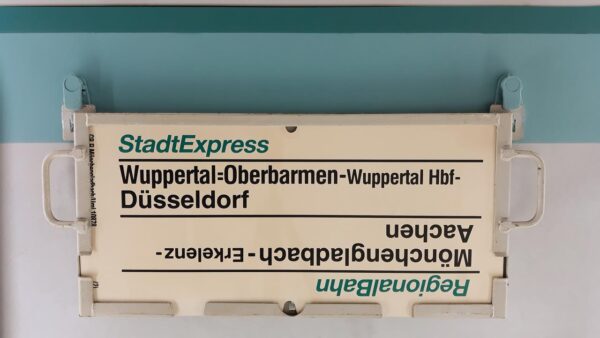 StadtExpress
Wuppertal=Oberbarmen-Wuppertal Hbf-
Düsseldorf
RegionalBahn
Mönchengladbach-Erkelenz-
Aachen